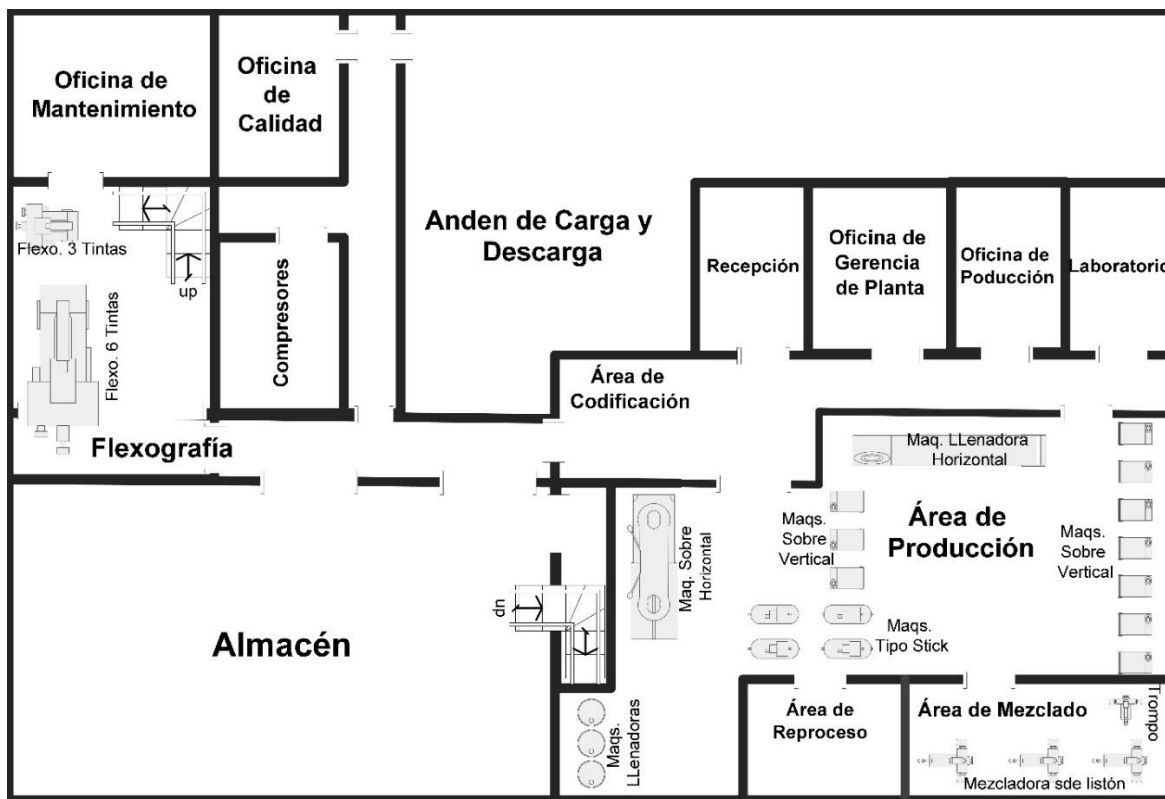 Oficina de
Mantenimiento
Oficina
de
Calidad
Flexo. 3 Tintas
up
Flexo. 6 Tintas
Compresores
Flexografía
Anden de Carga y
Descarga
Recepción
Oficina de
Gerencia
de Planta
Oficina de
Poducción
Laboratorio
Área de
Codificación
Maq. LLenadora
Horizontal
Maqs.
Sobre
Vertical
Área de
Producción
Maqs.
Sobre
Vertical
Maq. Sobre
Horizontal
Maqs.
Tipo Stick
dn
Almacén
Maqs.
LLenadoras
Área de
Reproceso
Área de Mezclado
Trompo
Mezcladora sde listón